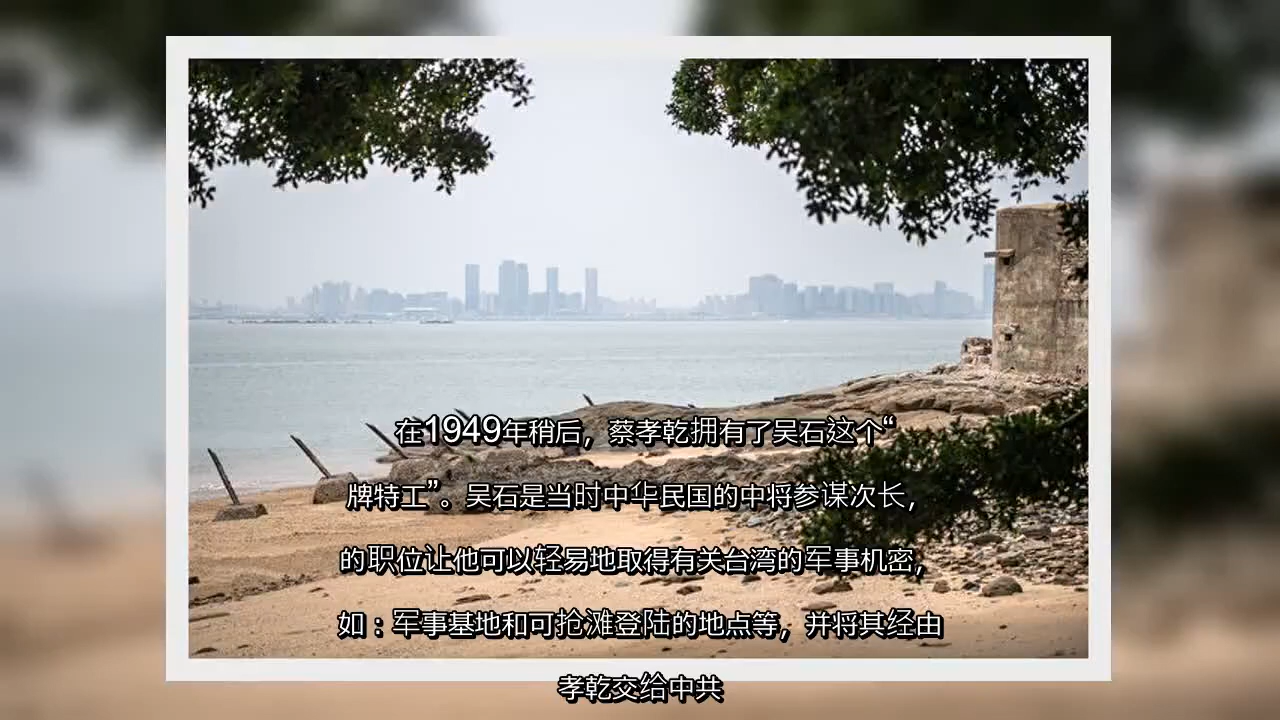 在1949年稍后，蔡孝乾拥有了吴石这个“
牌特工”。吴石是当时中华民国的中将参谋次长，
的职位让他可以轻易地取得有关台湾的军事机密，
如：军事基地和可抢滩登陆的地点等，并将其经由
孝乾交给中共